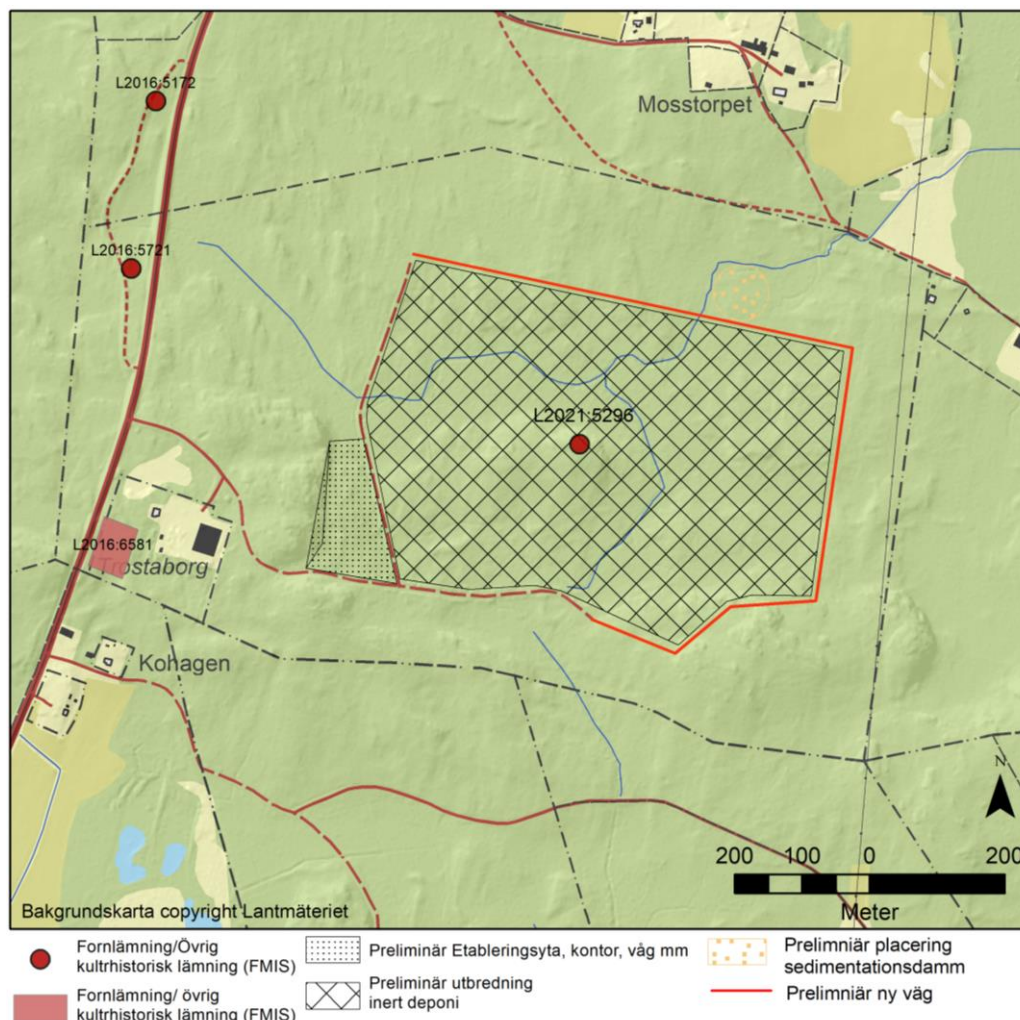 L2016:5172
Mosstorpet
L2016:5721
L2021:5296
L2016:6581
Trostaborg
Kohagen
N
200 100 0 200
Meter
Bakgrundskarta copyright Lantmäteriet
Fornlämning/Övrig
kultrhistorisk lämning (FMIS)
Fornlämning/ övrig
kultrhistorisk lämning (FMIS)
Preliminär Etableringsyta, kontor, våg mm
Preliminär utbredning
inert deponi
Prelimniär placering
sedimentationsdamm
Prelimniär ny väg